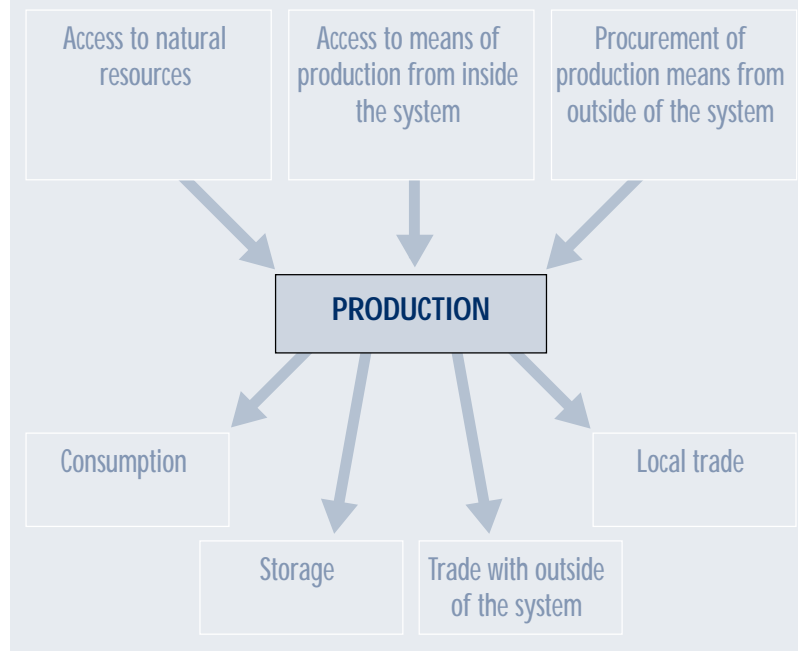 Access to natural
resources
Access to means of
production from inside
the system
Procurement of
production means from
outside of the system
PRODUCTION
Consumption
Local trade
Storage
Trade with outside
of the system